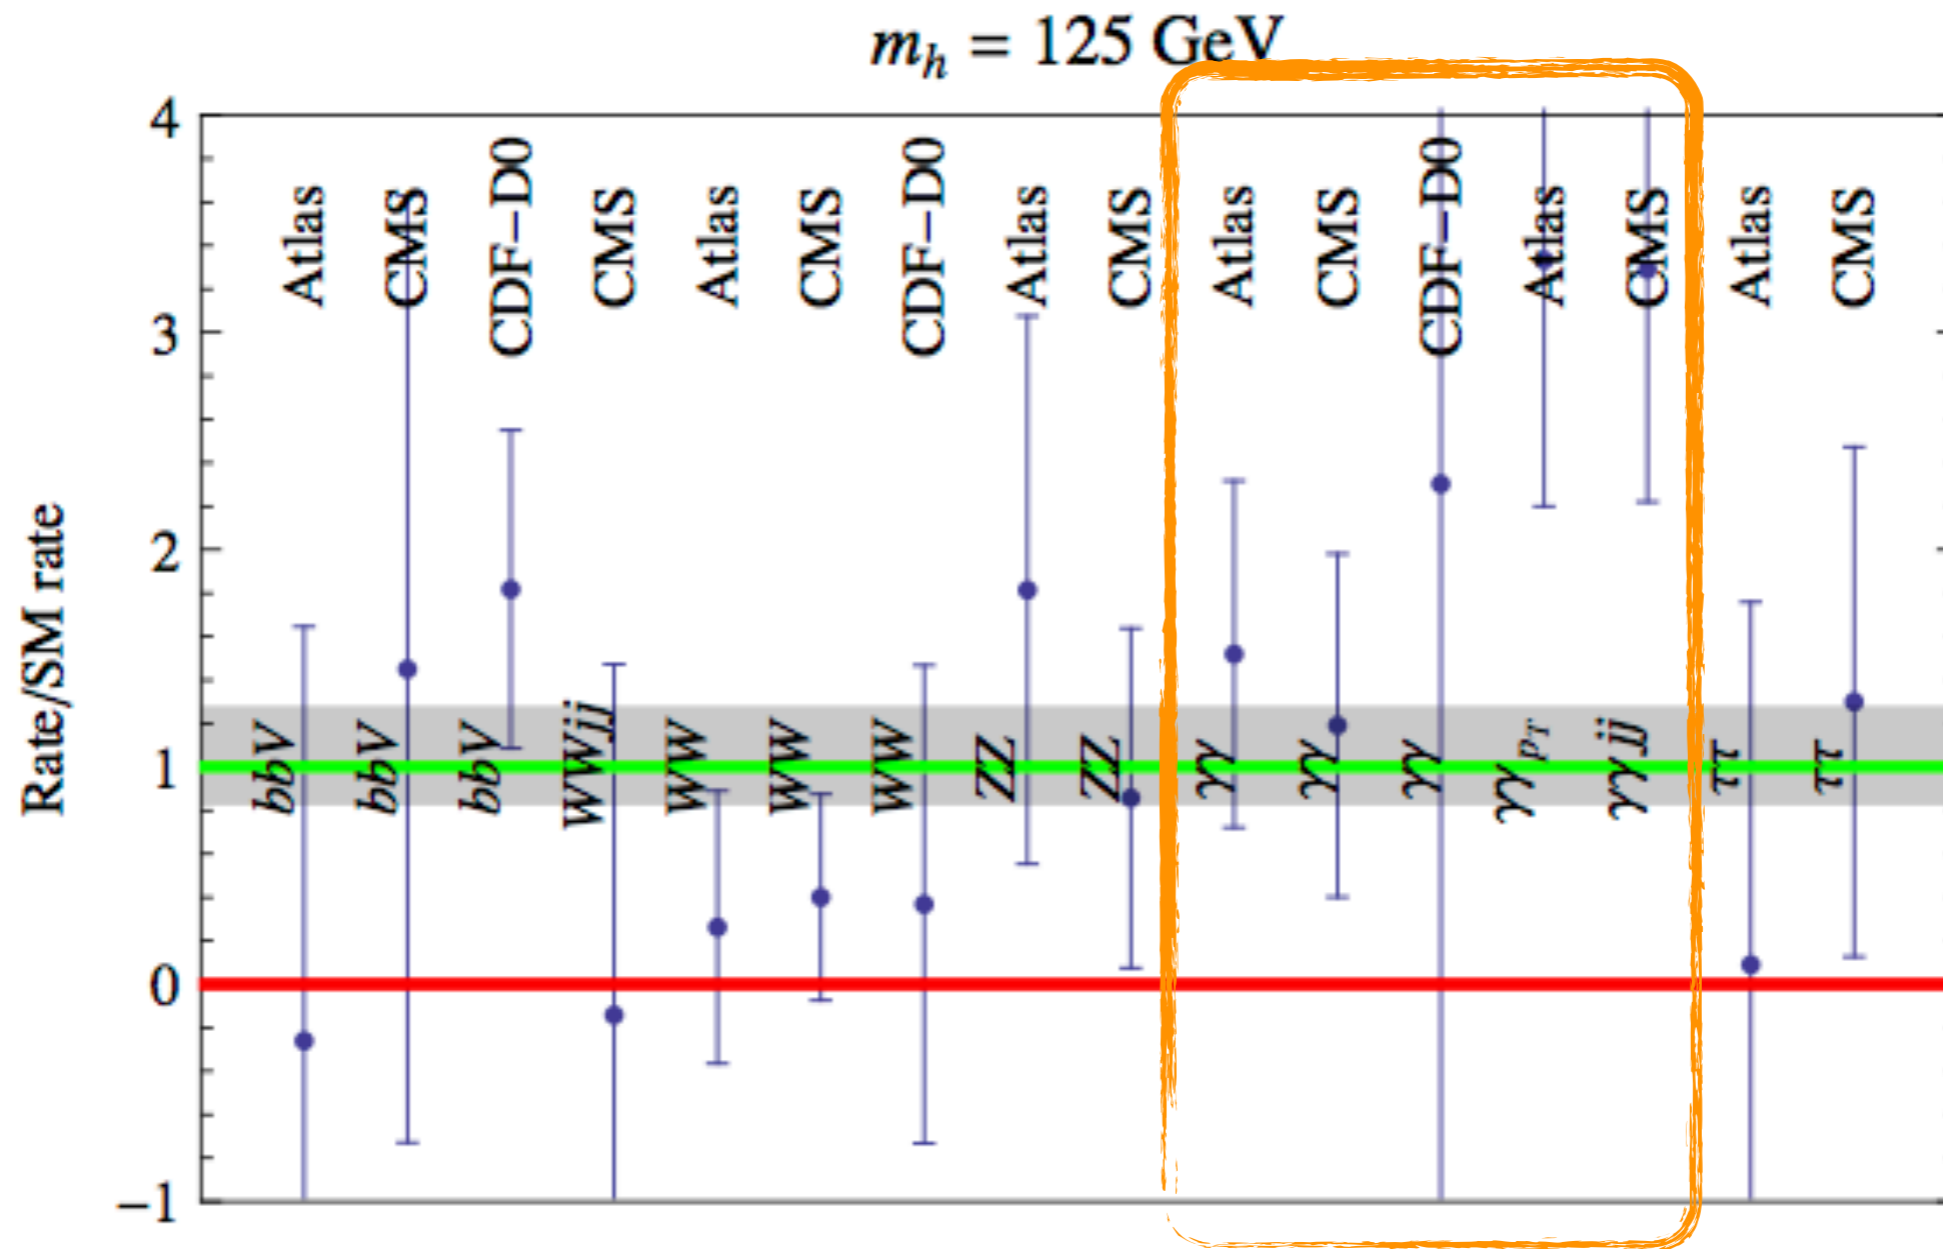 m_h = 125 GeV
Rate/SM rate
4
3
2
1
0
−1
Atlas
CMS
CDF−D0
CMS
Atlas
CMS
CDF−D0
Atlas
CMS
Atlas
CMS
CDF−D0
Atlas
CMS
Atlas
CMS
bbV
bbV
bbV
WWjj
WW
WW
WW
ZZ
ZZ
γγ
γγ
γγ
γγ p_T
γγjj
ττ
ττ